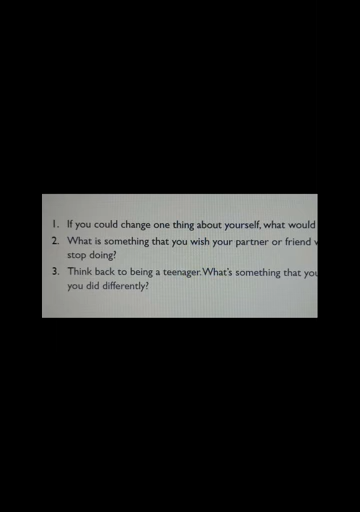 1. If you could change one thing about yourself, what would
2. What is something that you wish your partner or friend
stop doing?
3. Think back to being a teenager. What's something that you
you did differently?